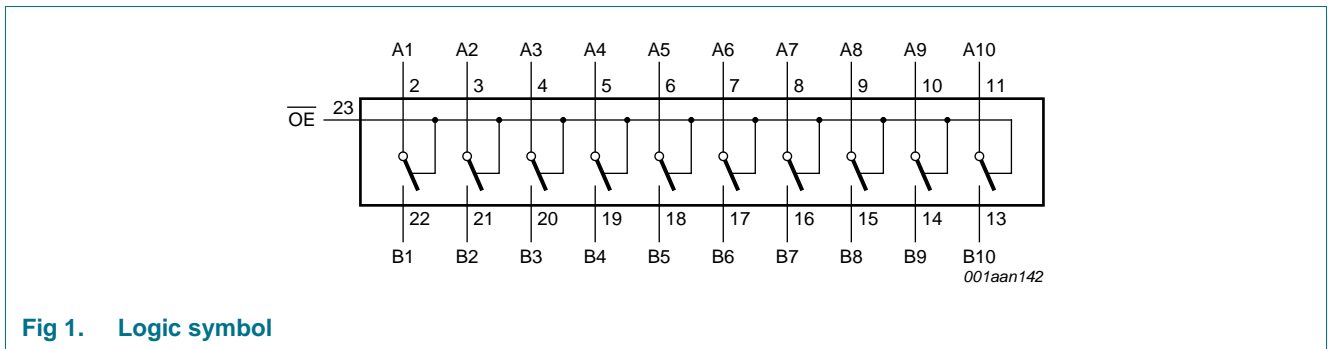 A1 A2 A3 A4 A5 A6 A7 A8 A9 A10
2 3 4 5 6 7 8 9 10 11
23
OE
22 21 20 19 18 17 16 15 14 13
B1 B2 B3 B4 B5 B6 B7 B8 B9 B10
001aan142
Fig 1. Logic symbol